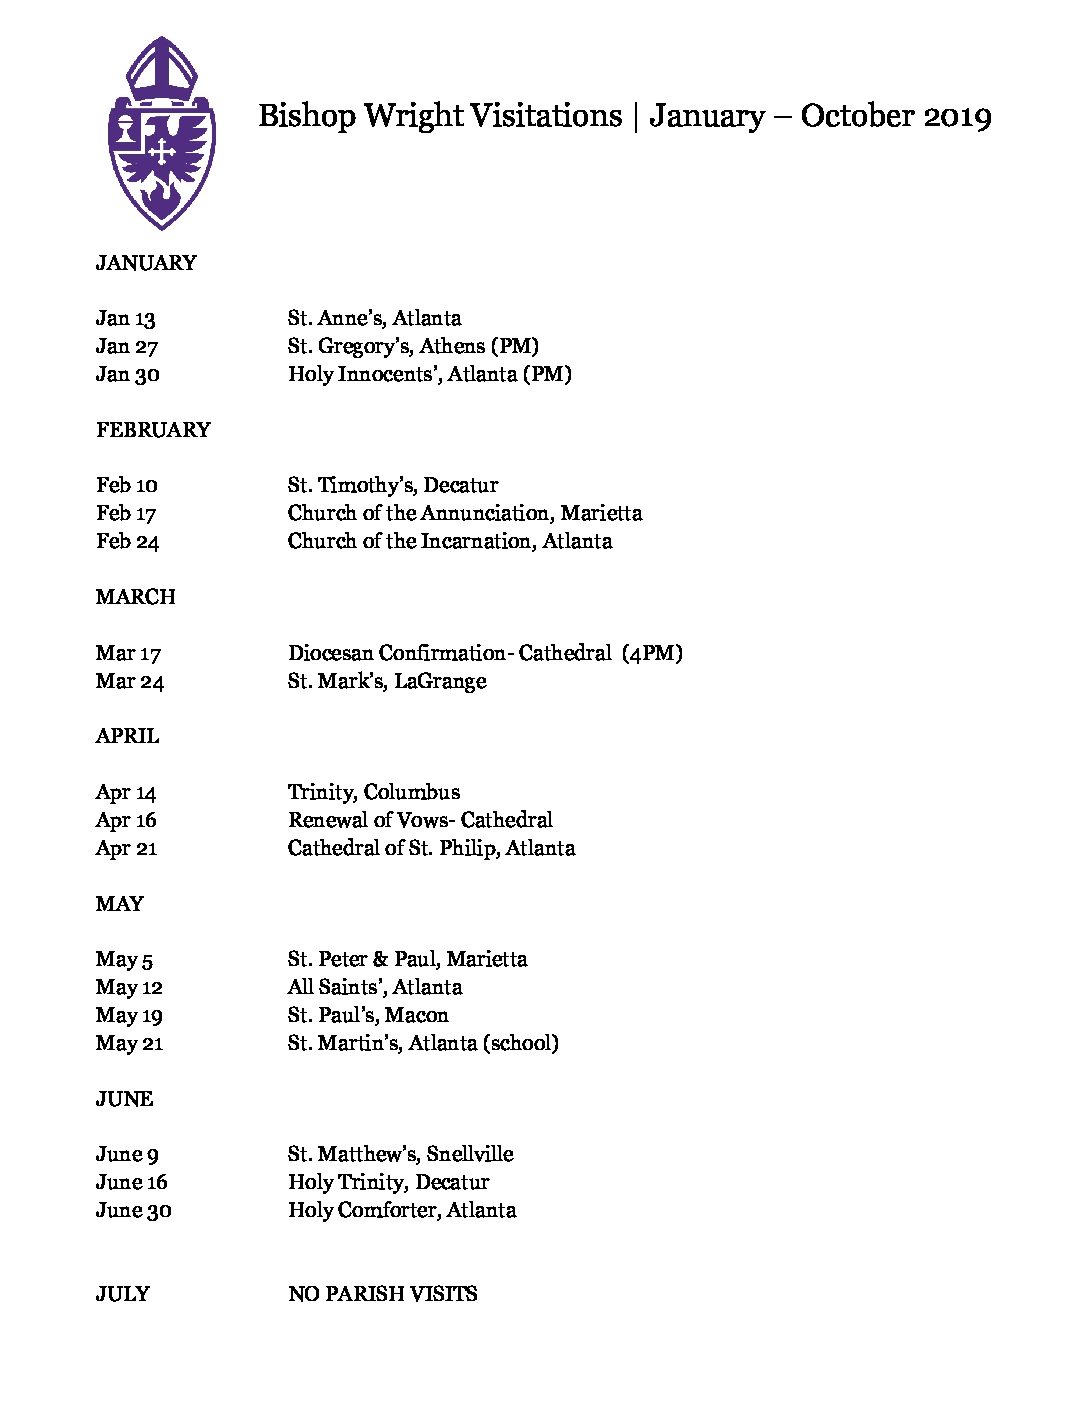 Bishop Wright Visitations | January – October 2019
JANUARY
Jan 13 St. Anne’s, Atlanta
Jan 27 St. Gregory’s, Athens (PM)
Jan 30 Holy Innocents’, Atlanta (PM)
FEBRUARY
Feb 10 St. Timothy’s, Decatur
Feb 17 Church of the Annunciation, Marietta
Feb 24 Church of the Incarnation, Atlanta
MARCH
Mar 17 Diocesan Confirmation- Cathedral (4PM)
Mar 24 St. Mark’s, LaGrange
APRIL
Apr 14 Trinity, Columbus
Apr 16 Renewal of Vows- Cathedral
Apr 21 Cathedral of St. Philip, Atlanta
MAY
May 5 St. Peter & Paul, Marietta
May 12 All Saints’, Atlanta
May 19 St. Paul’s, Macon
May 21 St. Martin’s, Atlanta (school)
JUNE
June 9 St. Matthew’s, Snellville
June 16 Holy Trinity, Decatur
June 30 Holy Comforter, Atlanta
JULY NO PARISH VISITS